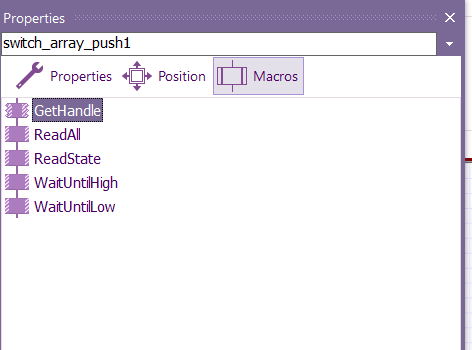 Properties
switch_array_push1
Properties Position Macros
GetHandle
ReadAll
ReadState
WaitUntilHigh
WaitUntilLow